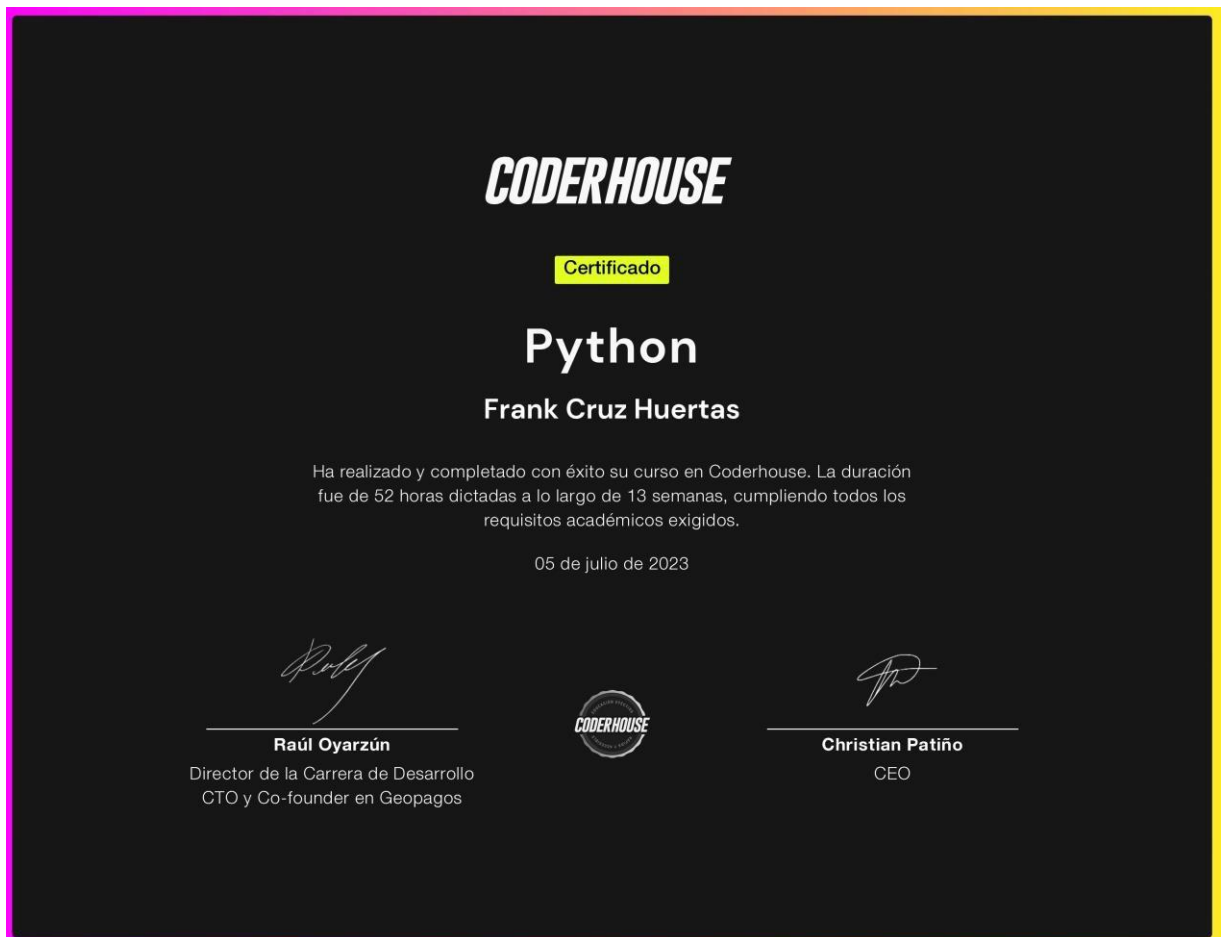 CODERHOUSE
Certificado
Python
Frank Cruz Huertas
Ha realizado y completado con éxito su curso en Coderhouse. La duración
fue de 52 horas dictadas a lo largo de 13 semanas, cumpliendo todos los
requisitos académicos exigidos.
05 de julio de 2023
CODERHOUSE
Raúl Oyarzún
Director de la Carrera de Desarrollo
CTO y Co-founder en Geopagos
Christian Patiño
CEO